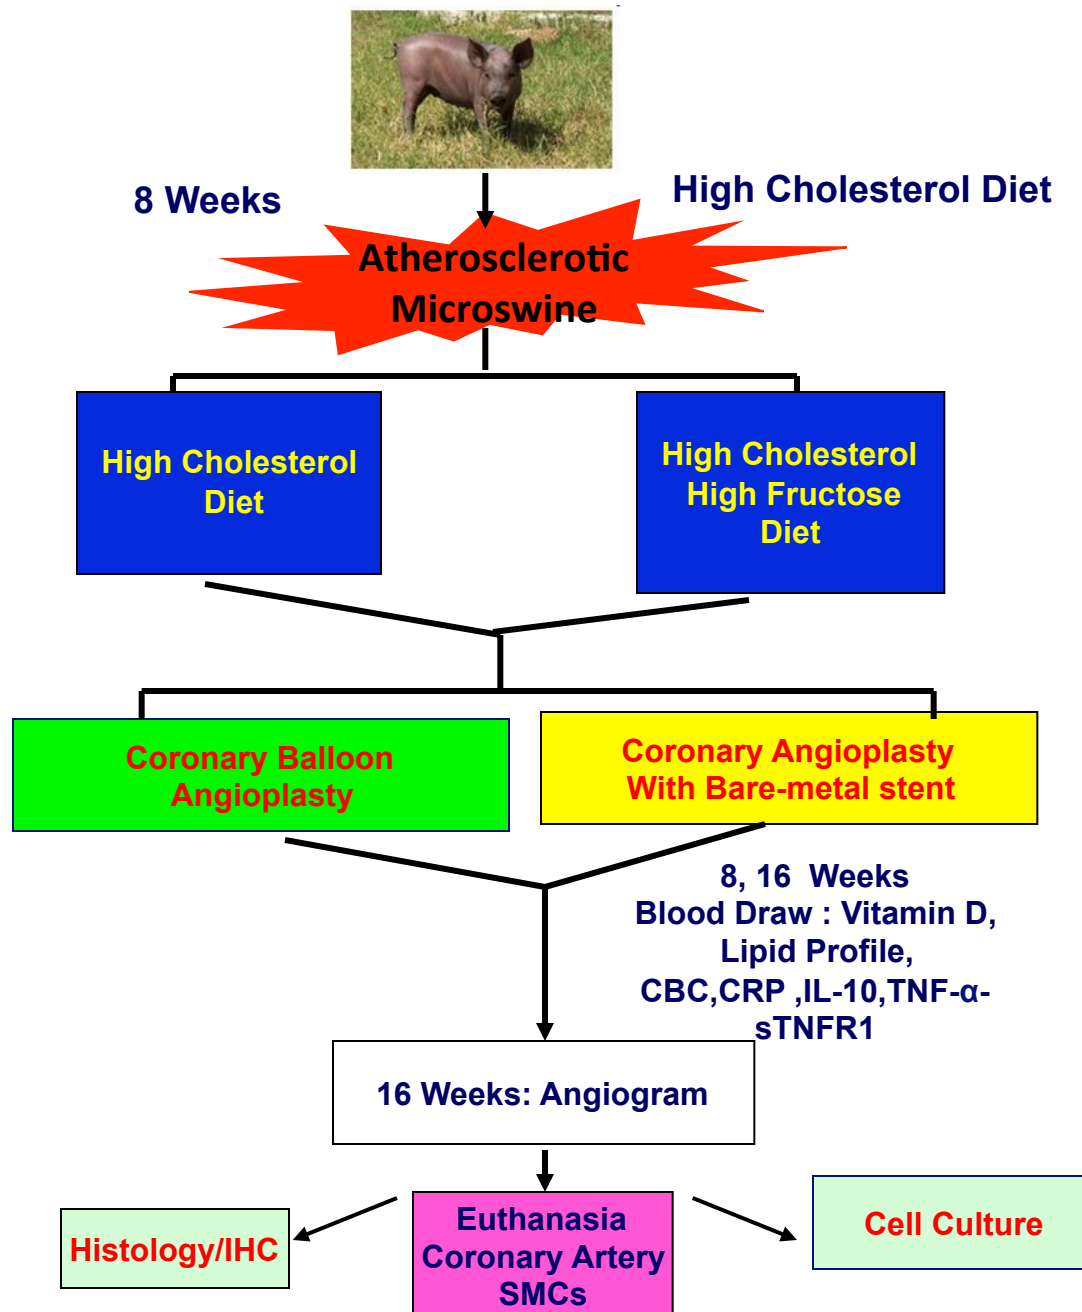 8 Weeks
High Cholesterol Diet
Atherosclerotic
Microswine
High Cholesterol
Diet
High Cholesterol
High Fructose
Diet
Coronary Balloon
Angioplasty
Coronary Angioplasty
With Bare-metal stent
8, 16 Weeks
Blood Draw : Vitamin D,
Lipid Profile,
CBC,CRP ,IL-10,TNF-α-
sTNFR1
16 Weeks: Angiogram
Histology/IHC
Euthanasia
Coronary Artery
SMCs
Cell Culture